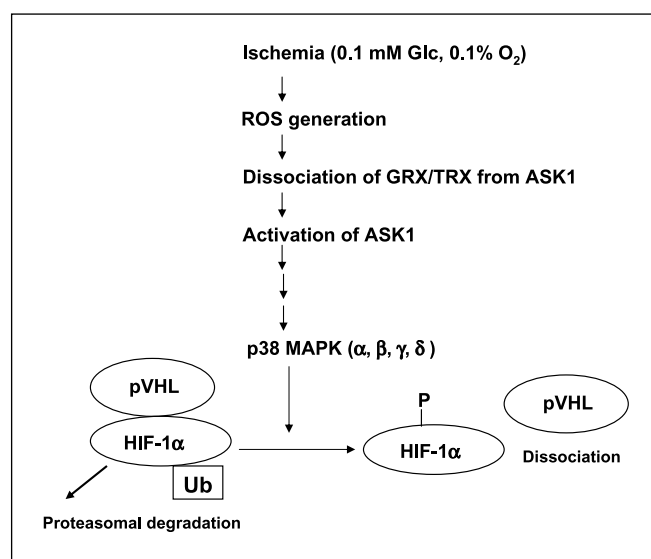 Ischemia (0.1 mM Glc, 0.1% O₂)
ROS generation
Dissociation of GRX/TRX from ASK1
Activation of ASK1
p38 MAPK (α, β, γ, δ )
pVHL
HIF-1α
Ub
Proteasomal degradation
P
HIF-1α
pVHL
Dissociation